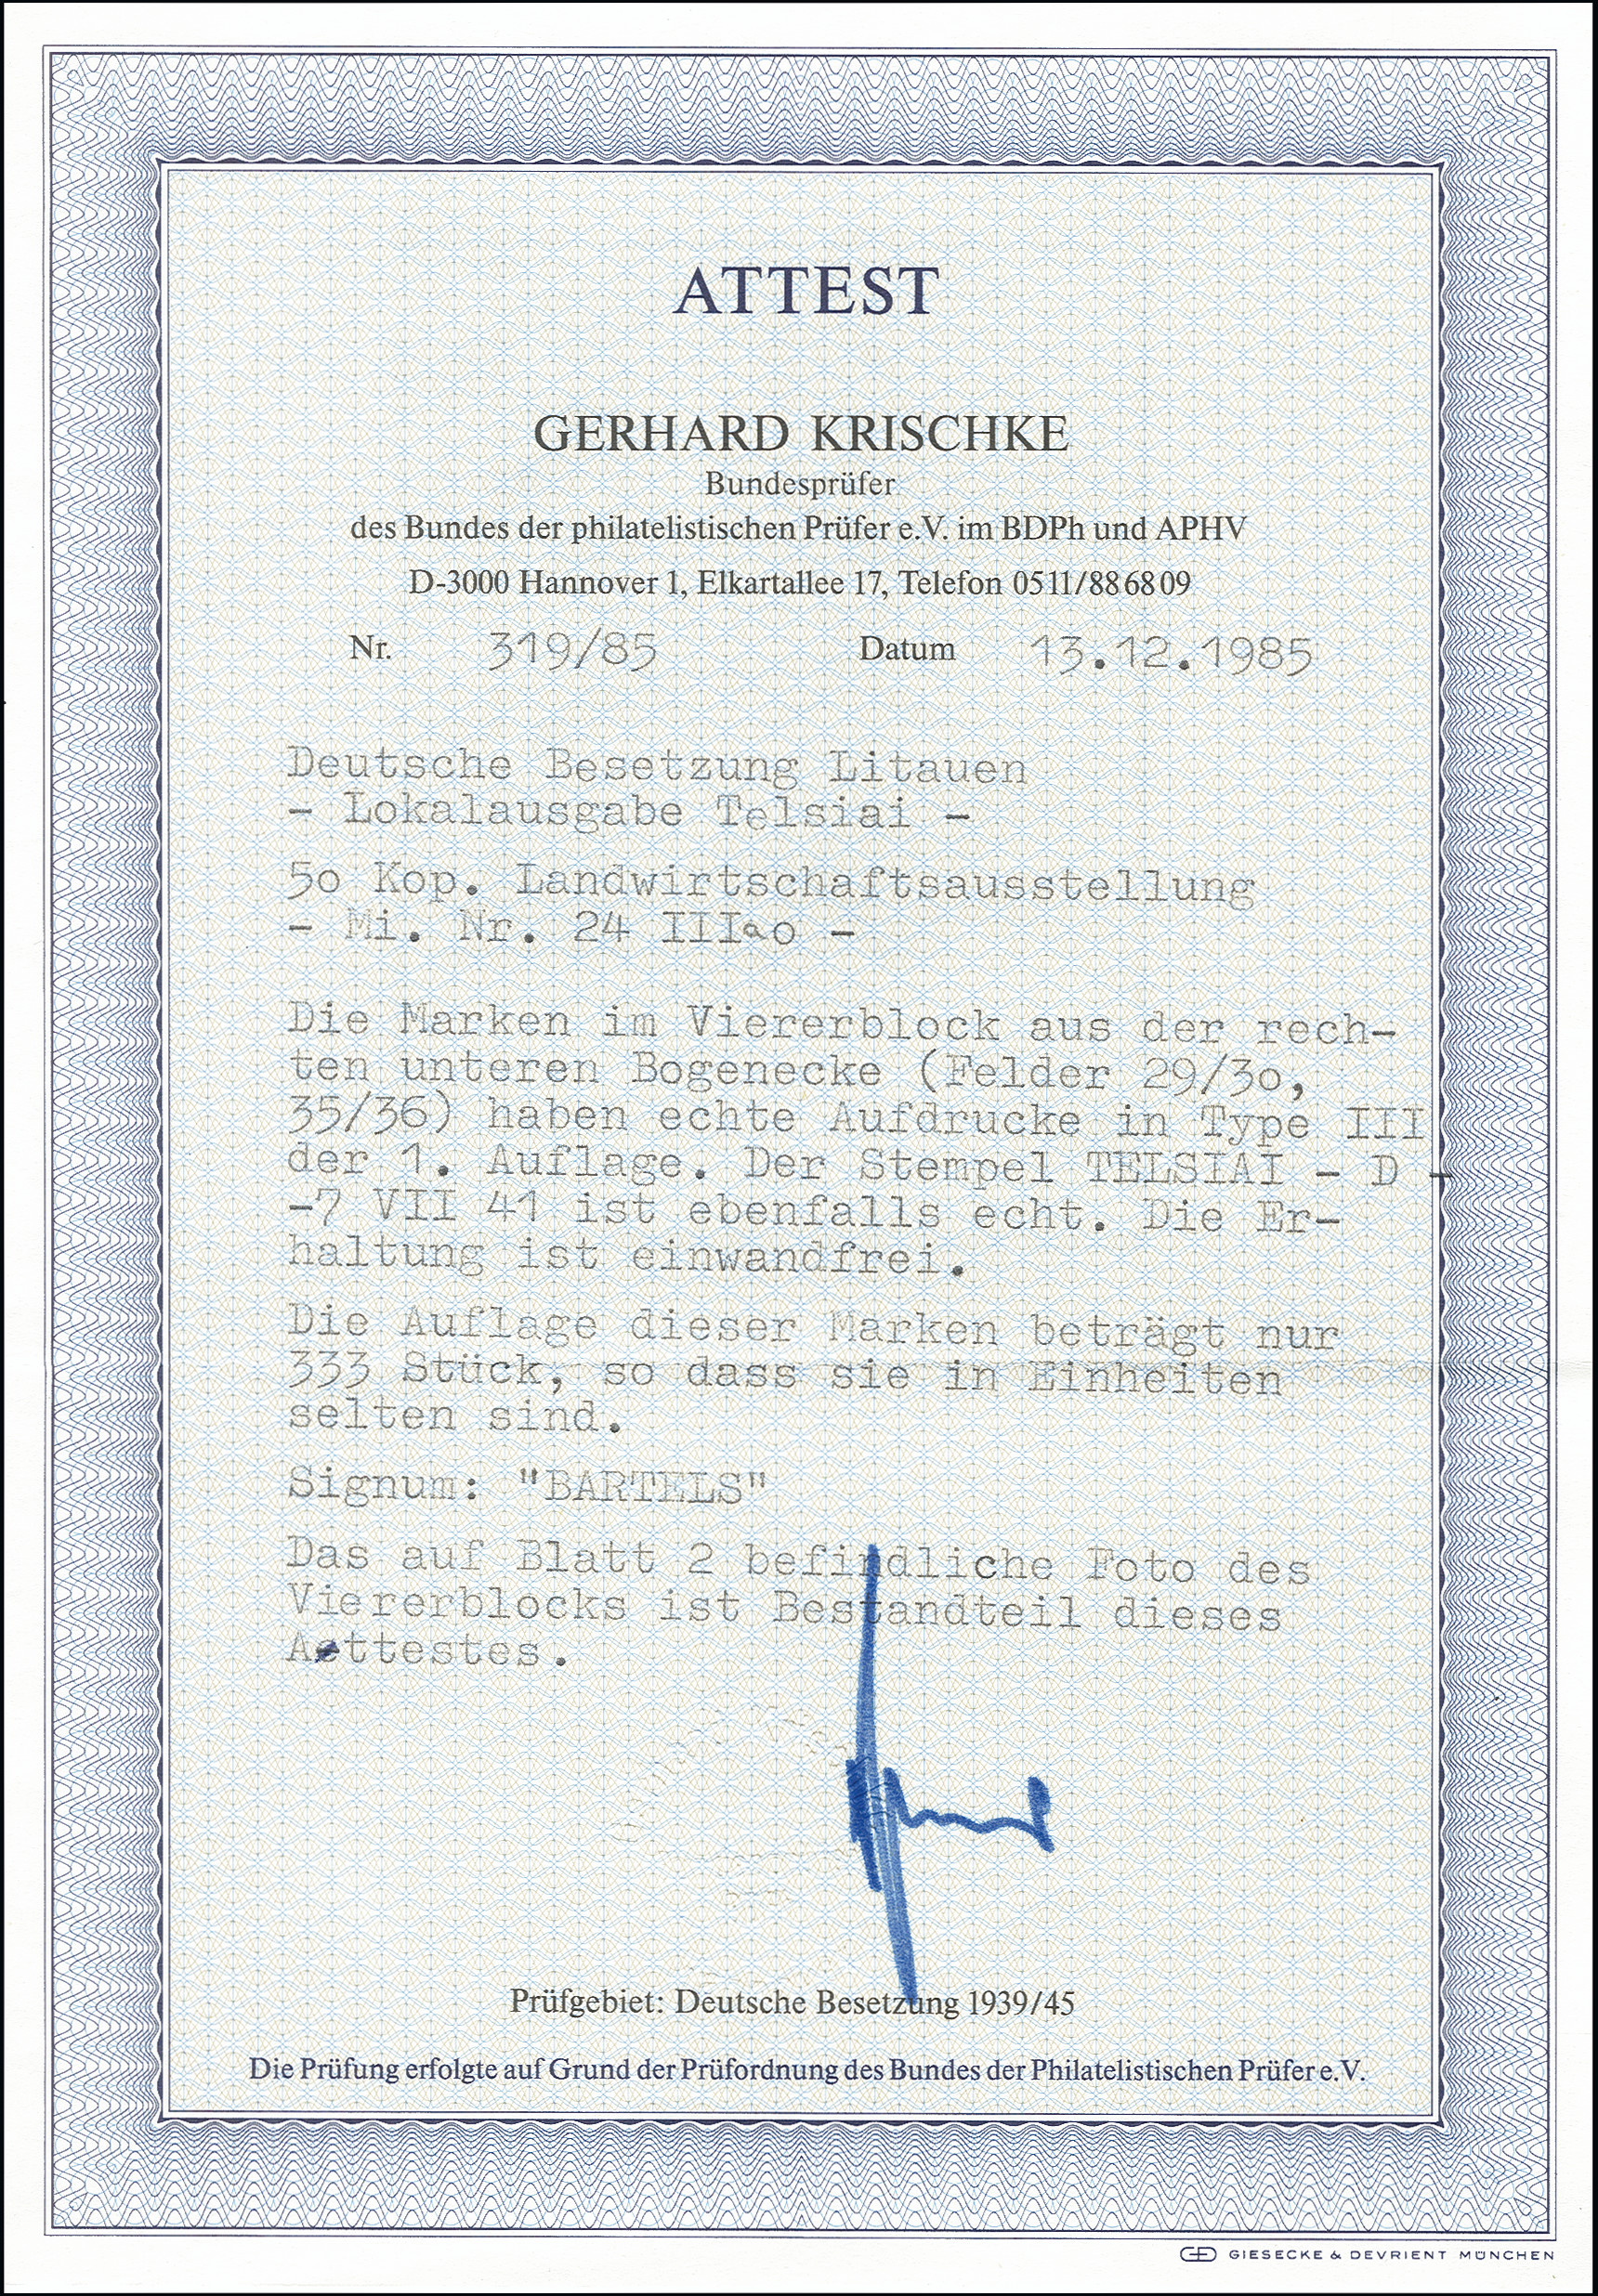 ATTEST
GERHARD KRISCHKE
Bundesprüfer
des Bundes der philatelistischen Prüfer e.V. im BDPh und APHV
D-3000 Hannover 1, Elkartallee 17, Telefon 0511/886809
Nr. 319/85 Datum 13.12.1985
Deutsche Besetzung Litauen
- Lokalausgabe Telsiai -
50 Kop. Landwirtschaftsausstellung
- Mi. Nr. 24 IIIao -
Die Marken im Viererblock aus der rech-
ten unteren Bogenecke (Felder 29/30,
35/36) haben echte Aufdrucke in Type III
der 1. Auflage. Der Stempel TELSIAI - D -
-7 VII 41 ist ebenfalls echt. Die Er-
haltung ist einwandfrei.
Die Auflage dieser Marken beträgt nur
333 Stück, so dass sie in Einheiten
selten sind.
Signum: "BARTELS"
Das auf Blatt 2 befindliche Foto des
Viererblocks ist Bestandteil dieses
Attestes.
Prüfgebiet: Deutsche Besetzung 1939/45
Die Prüfung erfolgte auf Grund der Prüfordnung des Bundes der Philatelistischen Prüfer e.V.
GIESECKE & DEVRIENT MÜNCHEN